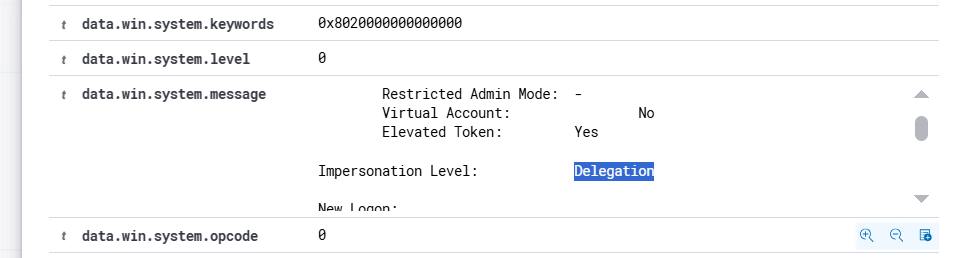 t data.win.system.keywords 0x8020000000000000
t data.win.system.level 0
t data.win.system.message Restricted Admin Mode: -
Virtual Account: No
Elevated Token: Yes
Impersonation Level: Delegation
New Logon:
t data.win.system.opcode 0